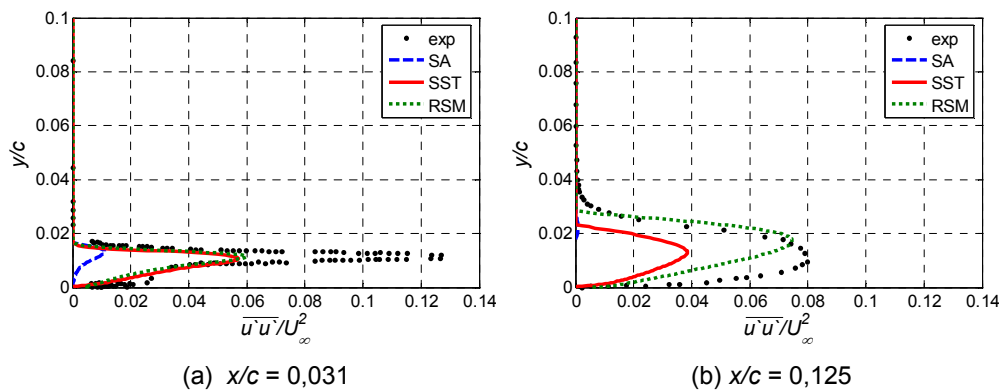 0.1
0.08
0.06
0.04
0.02
0
y/c
exp
SA
SST
RSM
0 0.02 0.04 0.06 0.08 0.1 0.12 0.14
u`u`/U²∞
(a) x/c = 0,031
0.1
0.08
0.06
0.04
0.02
0
y/c
exp
SA
SST
RSM
0 0.02 0.04 0.06 0.08 0.1 0.12 0.14
u`u`/U²∞
(b) x/c = 0,125